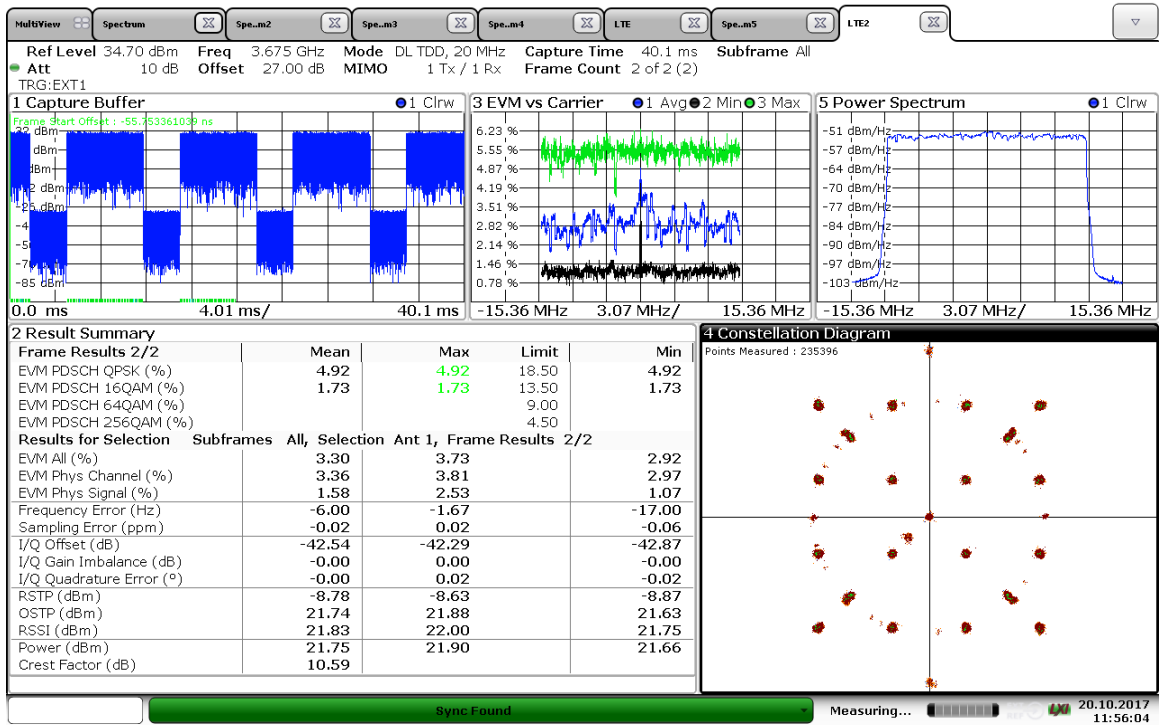 MultiView Spectrum Spe..m2 Spe..m3 Spe..m4 LTE Spe..m5 LTE2
Ref Level 34.70 dBm Freq 3.675 GHz Mode DL TDD, 20 MHz Capture Time 40.1 ms Subframe All
Att 10 dB Offset 27.00 dB MIMO 1 Tx / 1 Rx Frame Count 2 of 2 (2)
TRG:EXT1
1 Capture Buffer 1 Clrw
Frame Start Offset : -55.753361039 ns
0.0 ms 4.01 ms/ 40.1 ms
3 EVM vs Carrier 1 Avg 2 Min 3 Max
6.23 %
5.55 %
4.87 %
4.19 %
3.51 %
2.82 %
2.14 %
1.46 %
0.78 %
-15.36 MHz 3.07 MHz/ 15.36 MHz
5 Power Spectrum 1 Clrw
-51 dBm/Hz
-57 dBm/Hz
-64 dBm/Hz
-70 dBm/Hz
-77 dBm/Hz
-84 dBm/Hz
-90 dBm/Hz
-97 dBm/Hz
-103 dBm/Hz
-15.36 MHz 3.07 MHz/ 15.36 MHz
2 Result Summary
Frame Results 2/2 Mean Max Limit Min
EVM PDSCH QPSK (%) 4.92 4.92 18.50 4.92
EVM PDSCH 16QAM (%) 1.73 1.73 13.50 1.73
EVM PDSCH 64QAM (%) 9.00
EVM PDSCH 256QAM (%) 4.50
Results for Selection Subframes All, Selection Ant 1, Frame Results 2/2
EVM All (%) 3.30 3.73 2.92
EVM Phys Channel (%) 3.36 3.81 2.97
EVM Phys Signal (%) 1.58 2.53 1.07
Frequency Error (Hz) -6.00 -1.67 -17.00
Sampling Error (ppm) -0.02 0.02 -0.06
I/Q Offset (dB) -42.54 -42.29 -42.87
I/Q Gain Imbalance (dB) -0.00 0.00 -0.00
I/Q Quadrature Error (°) -0.00 0.02 -0.02
RSTP (dBm) -8.78 -8.63 -8.87
OSTP (dBm) 21.74 21.88 21.63
RSSI (dBm) 21.83 22.00 21.75
Power (dBm) 21.75 21.90 21.66
Crest Factor (dB) 10.59
4 Constellation Diagram
Points Measured : 235396
Sync Found
Measuring...
LXI
20.10.2017
11:56:04